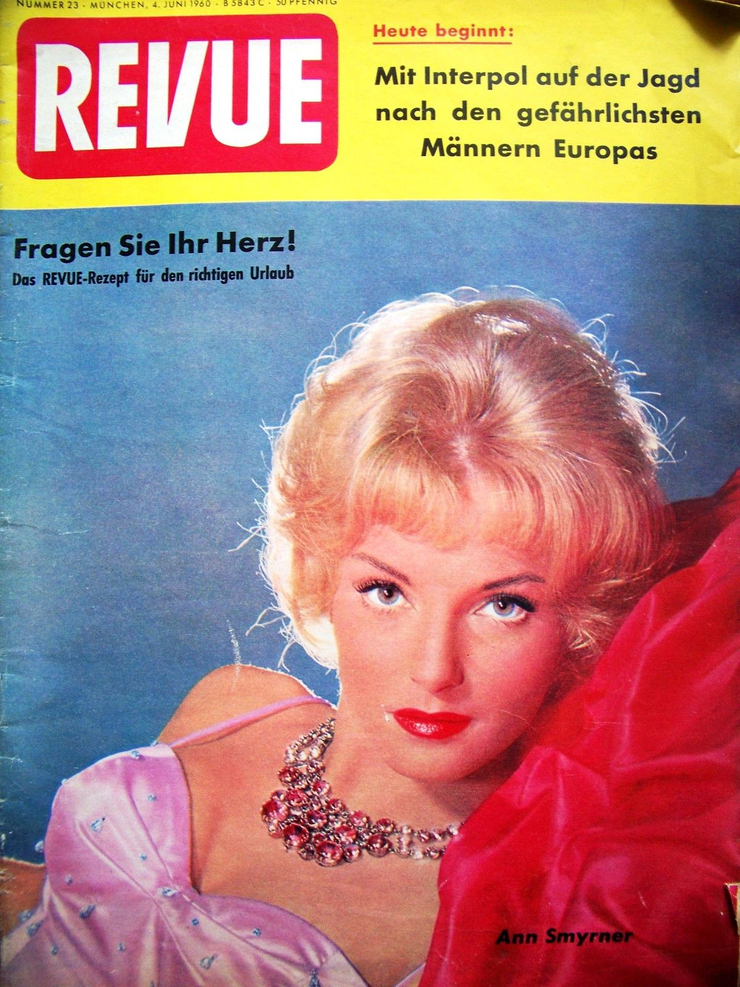 NUMMER 23 - MÜNCHEN, 4. JUNI 1960 - B 5843 C - 50 PFENNIG
REVUE
Heute beginnt:
Mit Interpol auf der Jagd
nach den gefährlichsten
Männern Europas
Fragen Sie Ihr Herz!
Das REVUE-Rezept für den richtigen Urlaub
Ann Smyrner